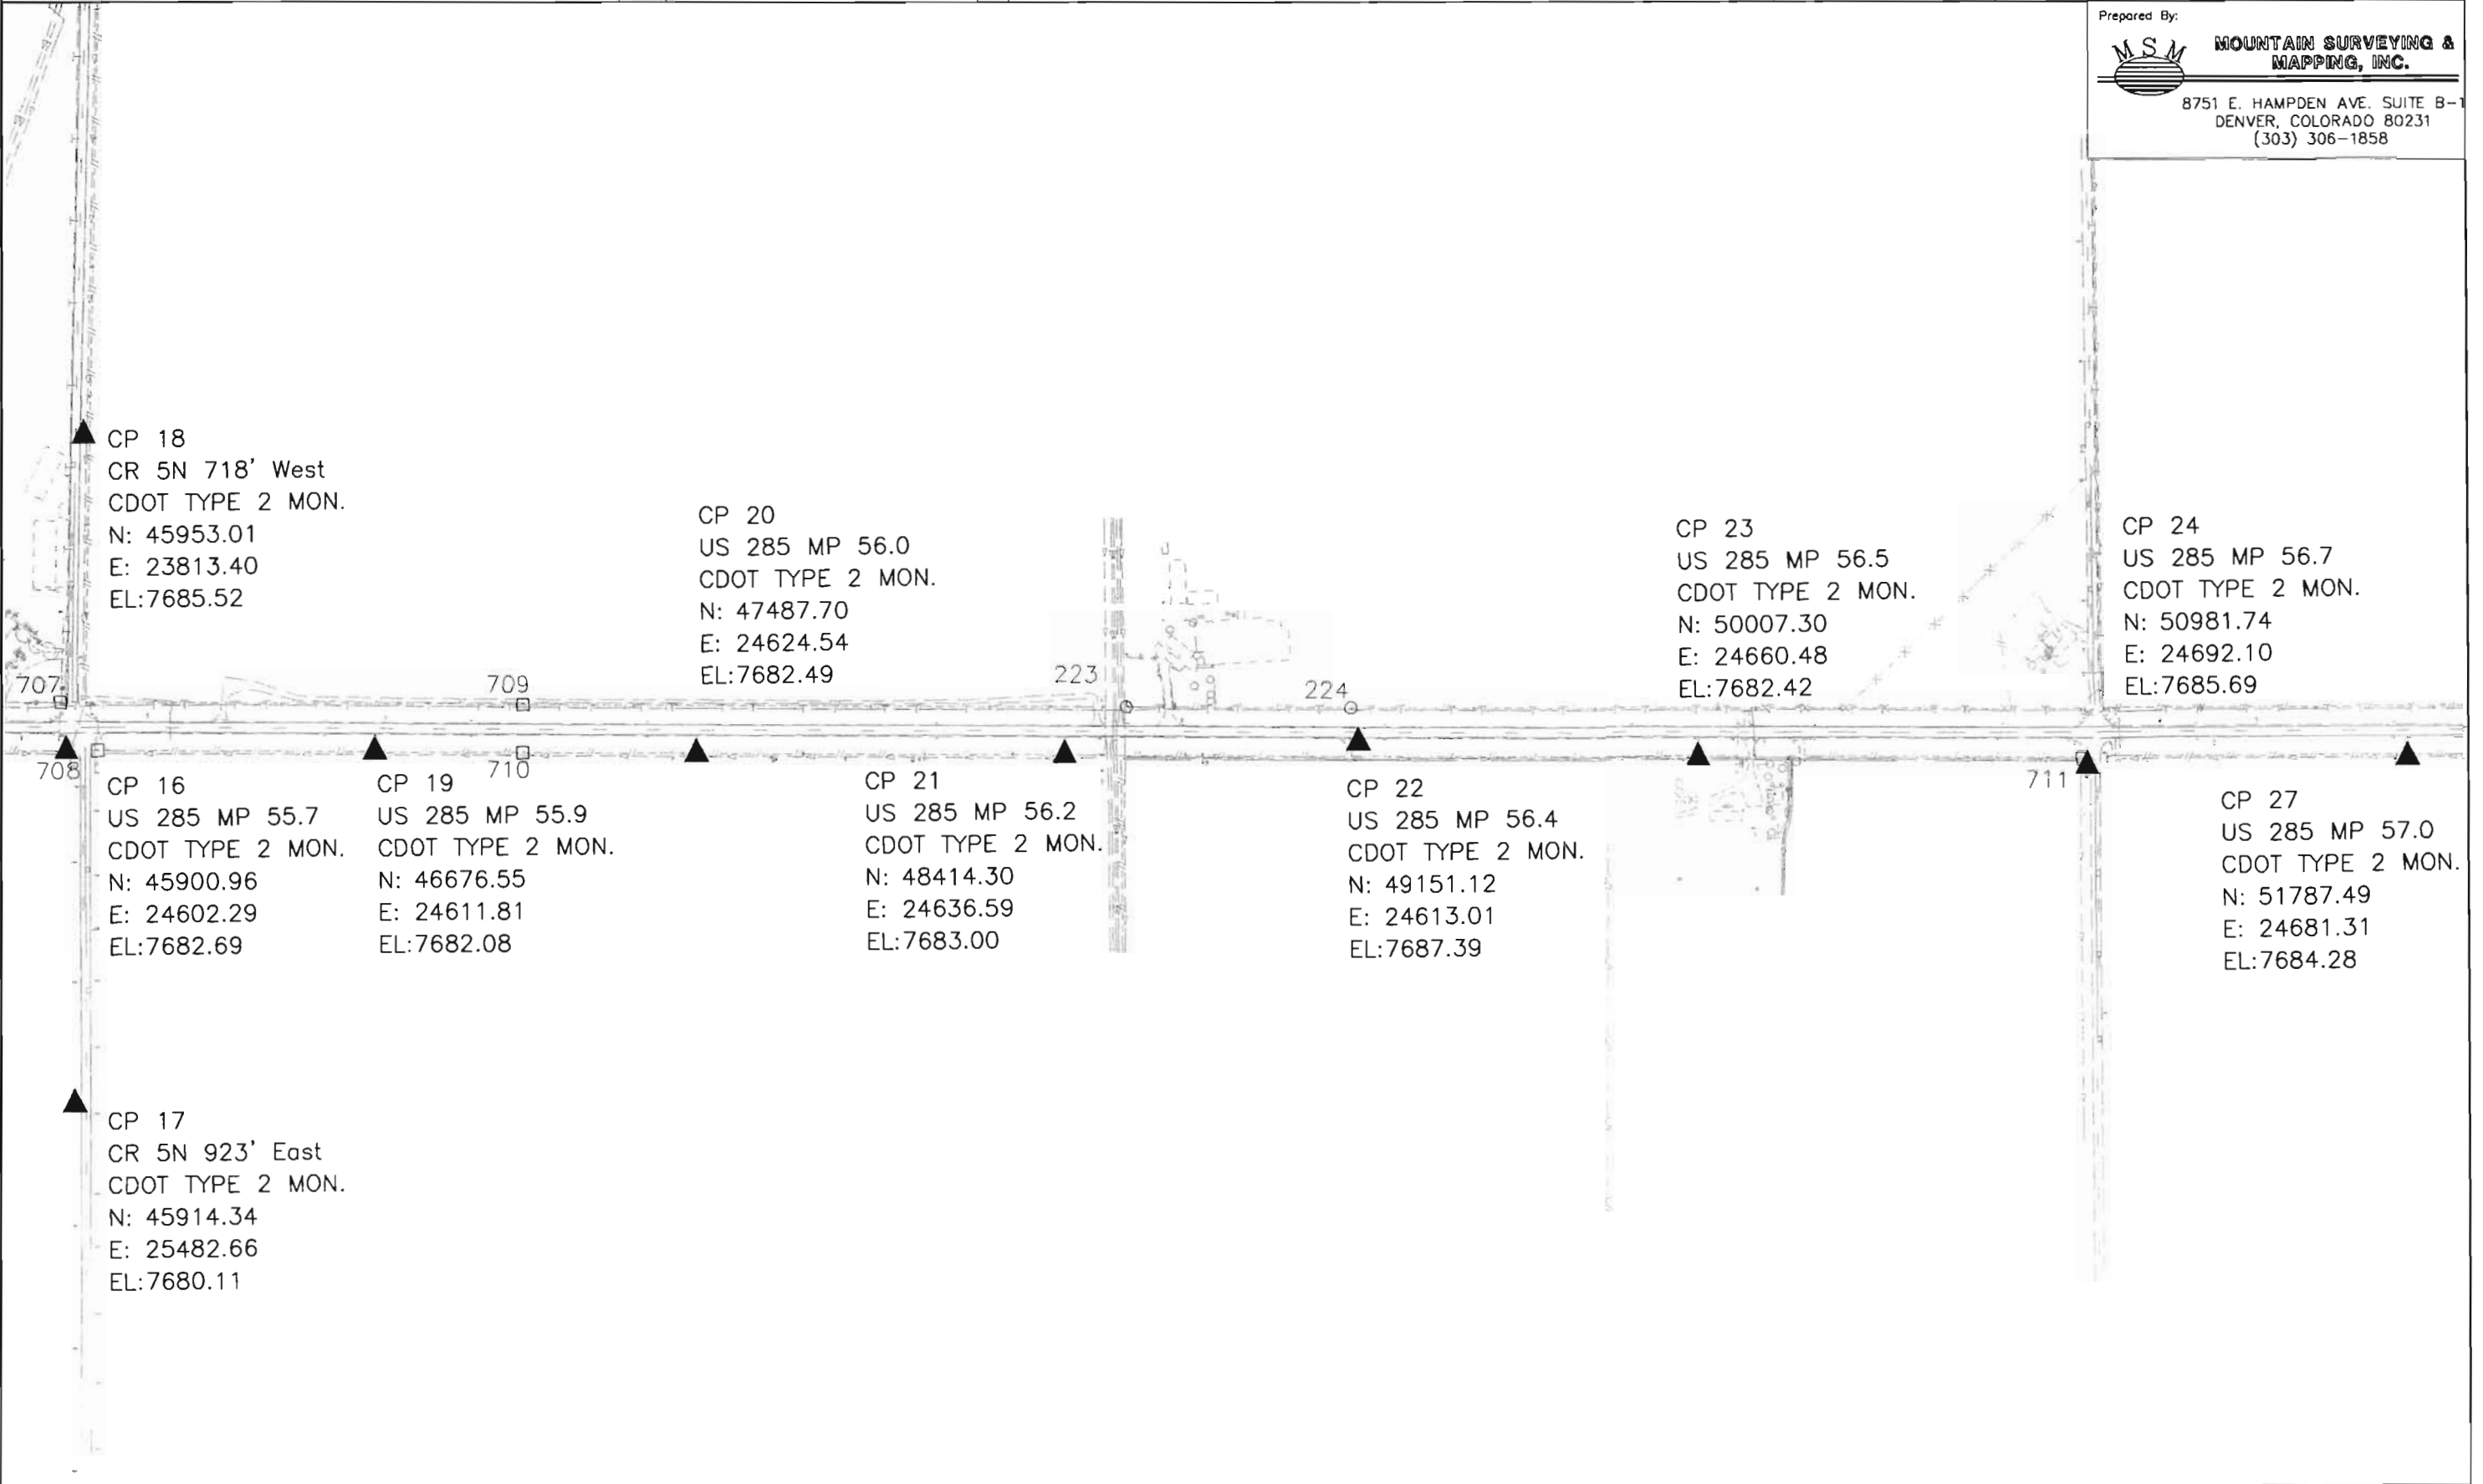 Prepared By:
MSM
MOUNTAIN SURVEYING &
MAPPING, INC.
8751 E. HAMPDEN AVE. SUITE B-1
DENVER, COLORADO 80231
(303) 306-1858
CP 18
CR 5N 718' West
CDOT TYPE 2 MON.
N: 45953.01
E: 23813.40
EL:7685.52
CP 20
US 285 MP 56.0
CDOT TYPE 2 MON.
N: 47487.70
E: 24624.54
EL:7682.49
CP 23
US 285 MP 56.5
CDOT TYPE 2 MON.
N: 50007.30
E: 24660.48
EL:7682.42
CP 24
US 285 MP 56.7
CDOT TYPE 2 MON.
N: 50981.74
E: 24692.10
EL:7685.69
707
709
223
224
708
710
711
CP 16
US 285 MP 55.7
CDOT TYPE 2 MON.
N: 45900.96
E: 24602.29
EL:7682.69
CP 19
US 285 MP 55.9
CDOT TYPE 2 MON.
N: 46676.55
E: 24611.81
EL:7682.08
CP 21
US 285 MP 56.2
CDOT TYPE 2 MON.
N: 48414.30
E: 24636.59
EL:7683.00
CP 22
US 285 MP 56.4
CDOT TYPE 2 MON.
N: 49151.12
E: 24613.01
EL:7687.39
CP 27
US 285 MP 57.0
CDOT TYPE 2 MON.
N: 51787.49
E: 24681.31
EL:7684.28
CP 17
CR 5N 923' East
CDOT TYPE 2 MON.
N: 45914.34
E: 25482.66
EL:7680.11